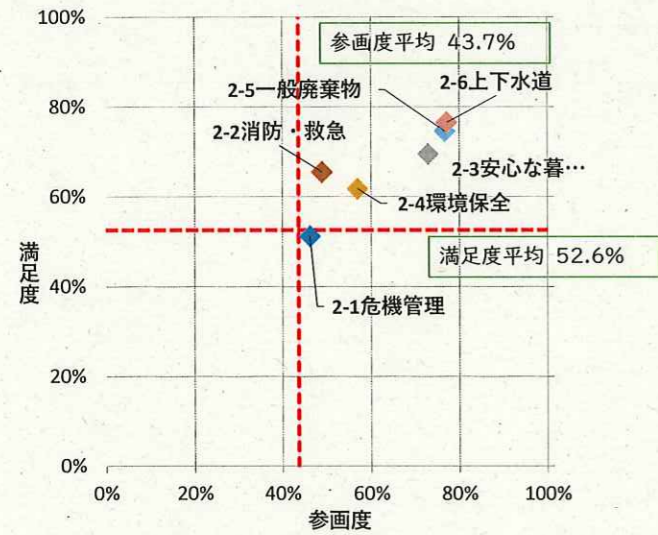 100%
参画度平均 43.7%
2-6上下水道
2-5一般廃棄物
80%
2-2消防・救急
2-3安心な暮…
60%
2-4環境保全
満足度平均 52.6%
満足度
40%
2-1危機管理
20%
0%
0% 20% 40% 60% 80% 100%
参画度